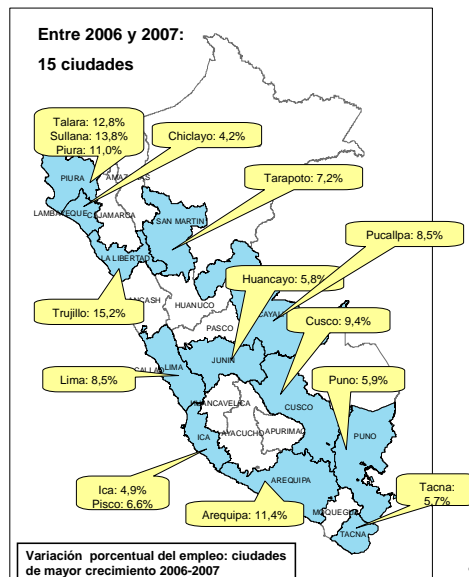 Entre 2006 y 2007:
15 ciudades
Talara: 12,8%
Sullana: 13,8%
Piura: 11,0%
Chiclayo: 4,2%
PIURA
Tarapoto: 7,2%
CAJAMARCA
SAN MARTIN
Pucallpa: 8,5%
LA LIBERTAD
Huancayo: 5,8%
HUANUCO
Trujillo: 15,2%
Cusco: 9,4%
PASCO
JUNIN
LIMA
Lima: 8,5%
Puno: 5,9%
HUANCAVELICA
CUSCO
AYACUCHO
APURIMAC
PUNO
ICA
Ica: 4,9%
Pisco: 6,6%
AREQUIPA
Tacna:
5,7%
Arequipa: 11,4%
MOQUEGUA
TACNA
Variación porcentual del empleo: ciudades
de mayor crecimiento 2006-2007